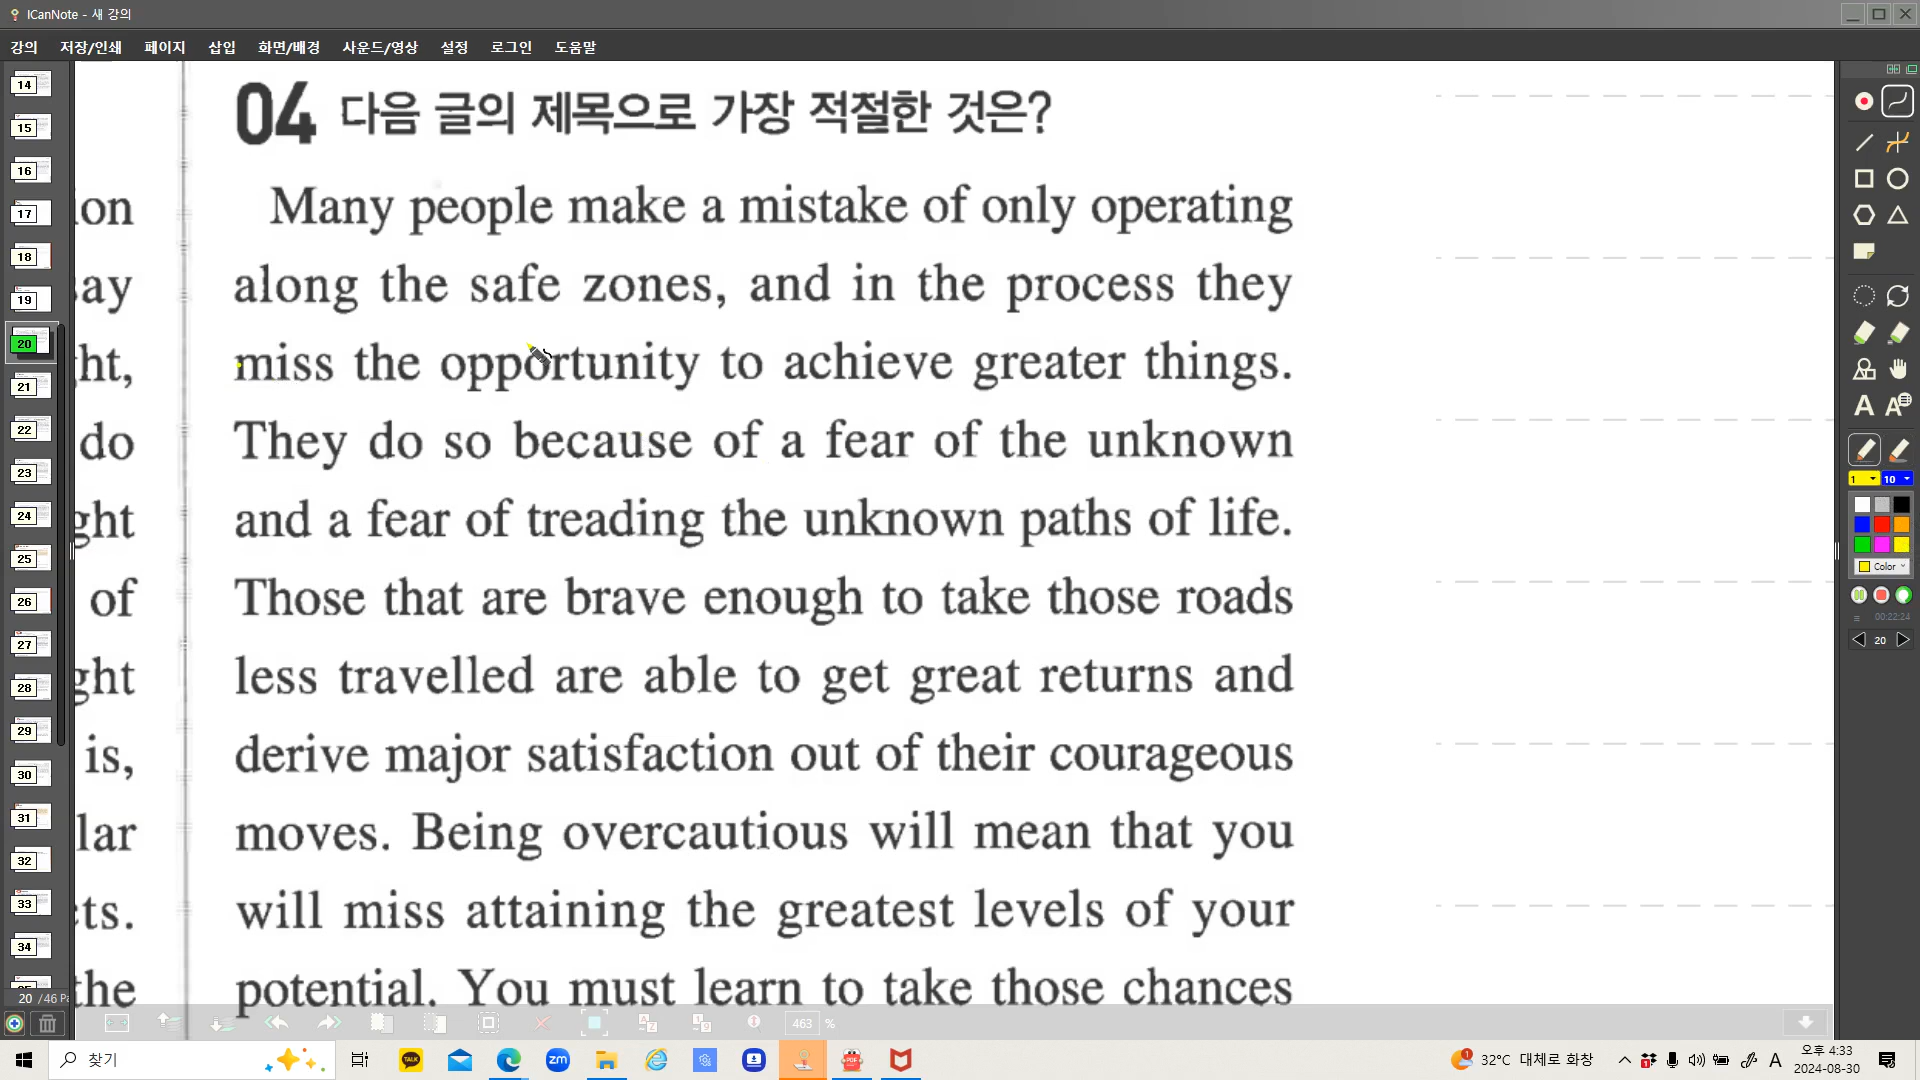 ICanNote - 새 강의
강의 저장/인쇄 페이지 삽입 화면/배경 사운드/영상 설정 로그인 도움말
04 다음 글의 제목으로 가장 적절한 것은?
Many people make a mistake of only operating
along the safe zones, and in the process they
miss the opportunity to achieve greater things.
They do so because of a fear of the unknown
and a fear of treading the unknown paths of life.
Those that are brave enough to take those roads
less travelled are able to get great returns and
derive major satisfaction out of their courageous
moves. Being overcautious will mean that you
will miss attaining the greatest levels of your
potential. You must learn to take those chances
ion
ay
ht,
do
ght
of
ght
is,
lar
ts.
the
14
15
16
17
18
19
20
21
22
23
24
25
26
27
28
29
30
31
32
33
34
20 /46
463 %
1 10
Color
00:22:24
20
찾기
32°C 대체로 화창
A
오후 4:33
2024-08-30